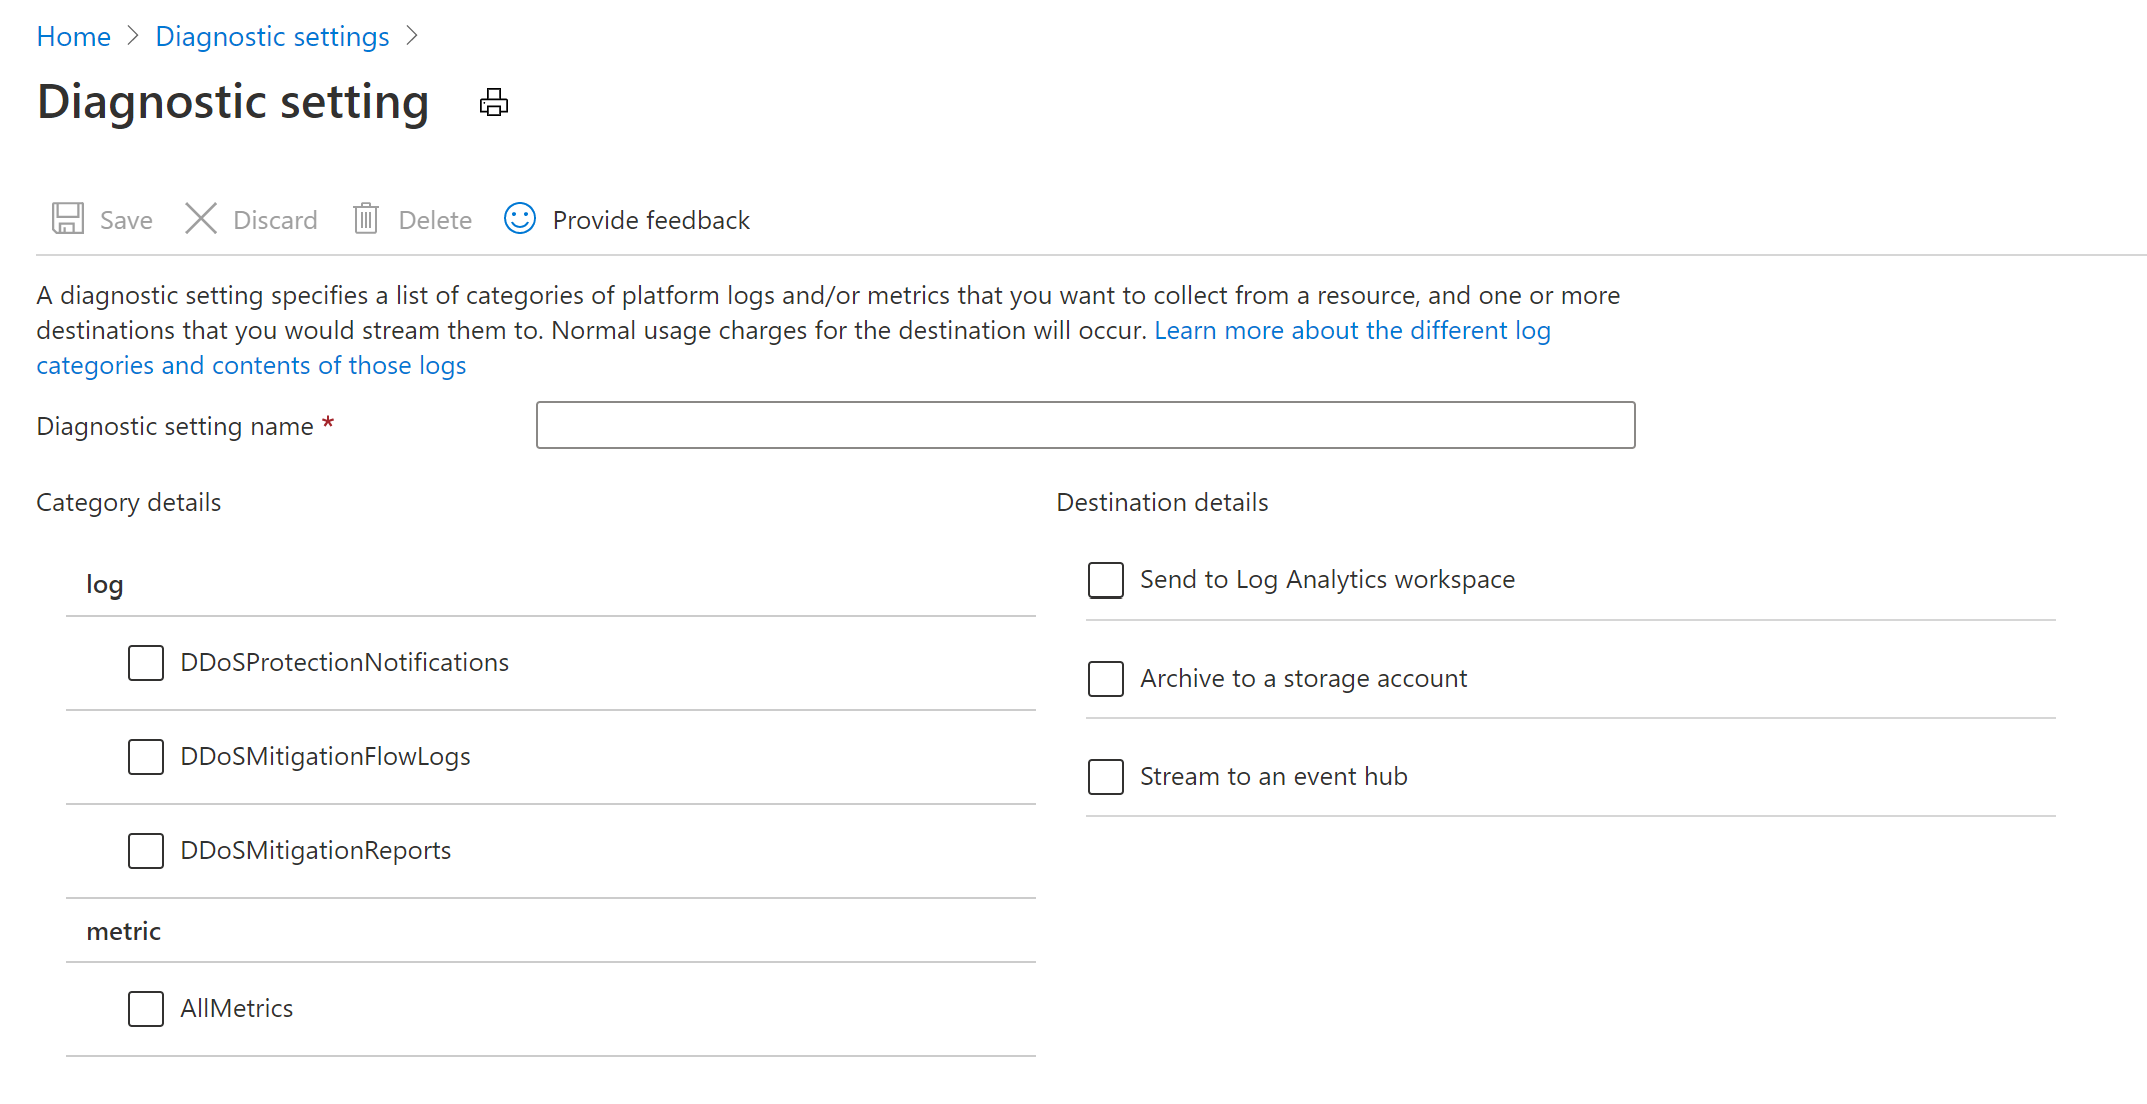 Home > Diagnostic settings >
Diagnostic setting
Save Discard Delete Provide feedback
A diagnostic setting specifies a list of categories of platform logs and/or metrics that you want to collect from a resource, and one or more
destinations that you would stream them to. Normal usage charges for the destination will occur. Learn more about the different log
categories and contents of those logs
Diagnostic setting name *
Category details
log
DDoSProtectionNotifications
DDoSMitigationFlowLogs
DDoSMitigationReports
metric
AllMetrics
Destination details
Send to Log Analytics workspace
Archive to a storage account
Stream to an event hub